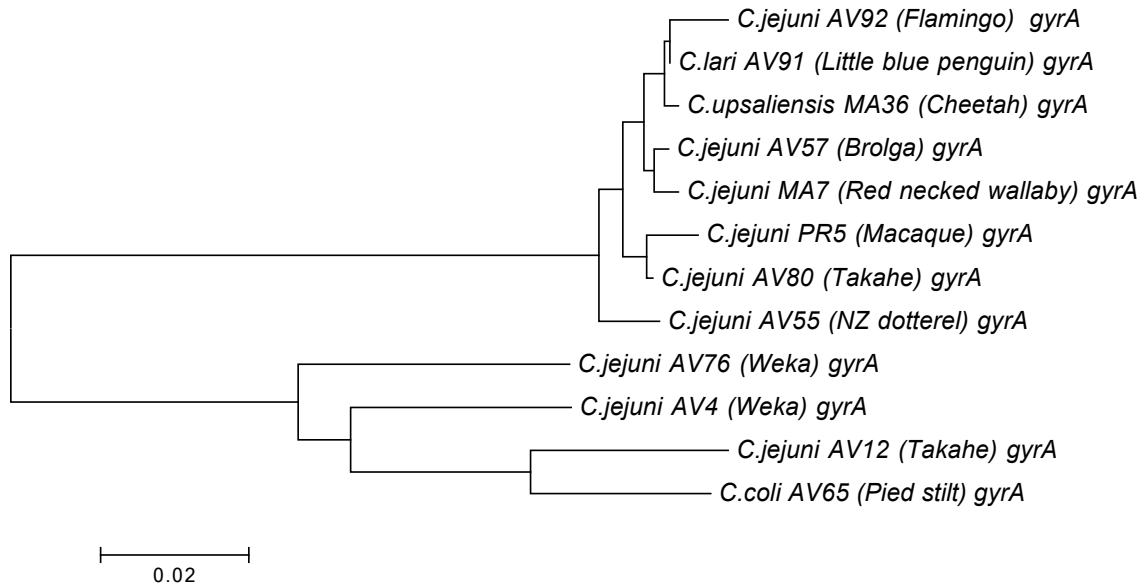 C.jejuni AV92 (Flamingo) gyrA
C.lari AV91 (Little blue penguin) gyrA
C.upsaliensis MA36 (Cheetah) gyrA
C.jejuni AV57 (Brolga) gyrA
C.jejuni MA7 (Red necked wallaby) gyrA
C.jejuni PR5 (Macaque) gyrA
C.jejuni AV80 (Takahe) gyrA
C.jejuni AV55 (NZ dotterel) gyrA
C.jejuni AV76 (Weka) gyrA
C.jejuni AV4 (Weka) gyrA
C.jejuni AV12 (Takahe) gyrA
C.coli AV65 (Pied stilt) gyrA
0.02